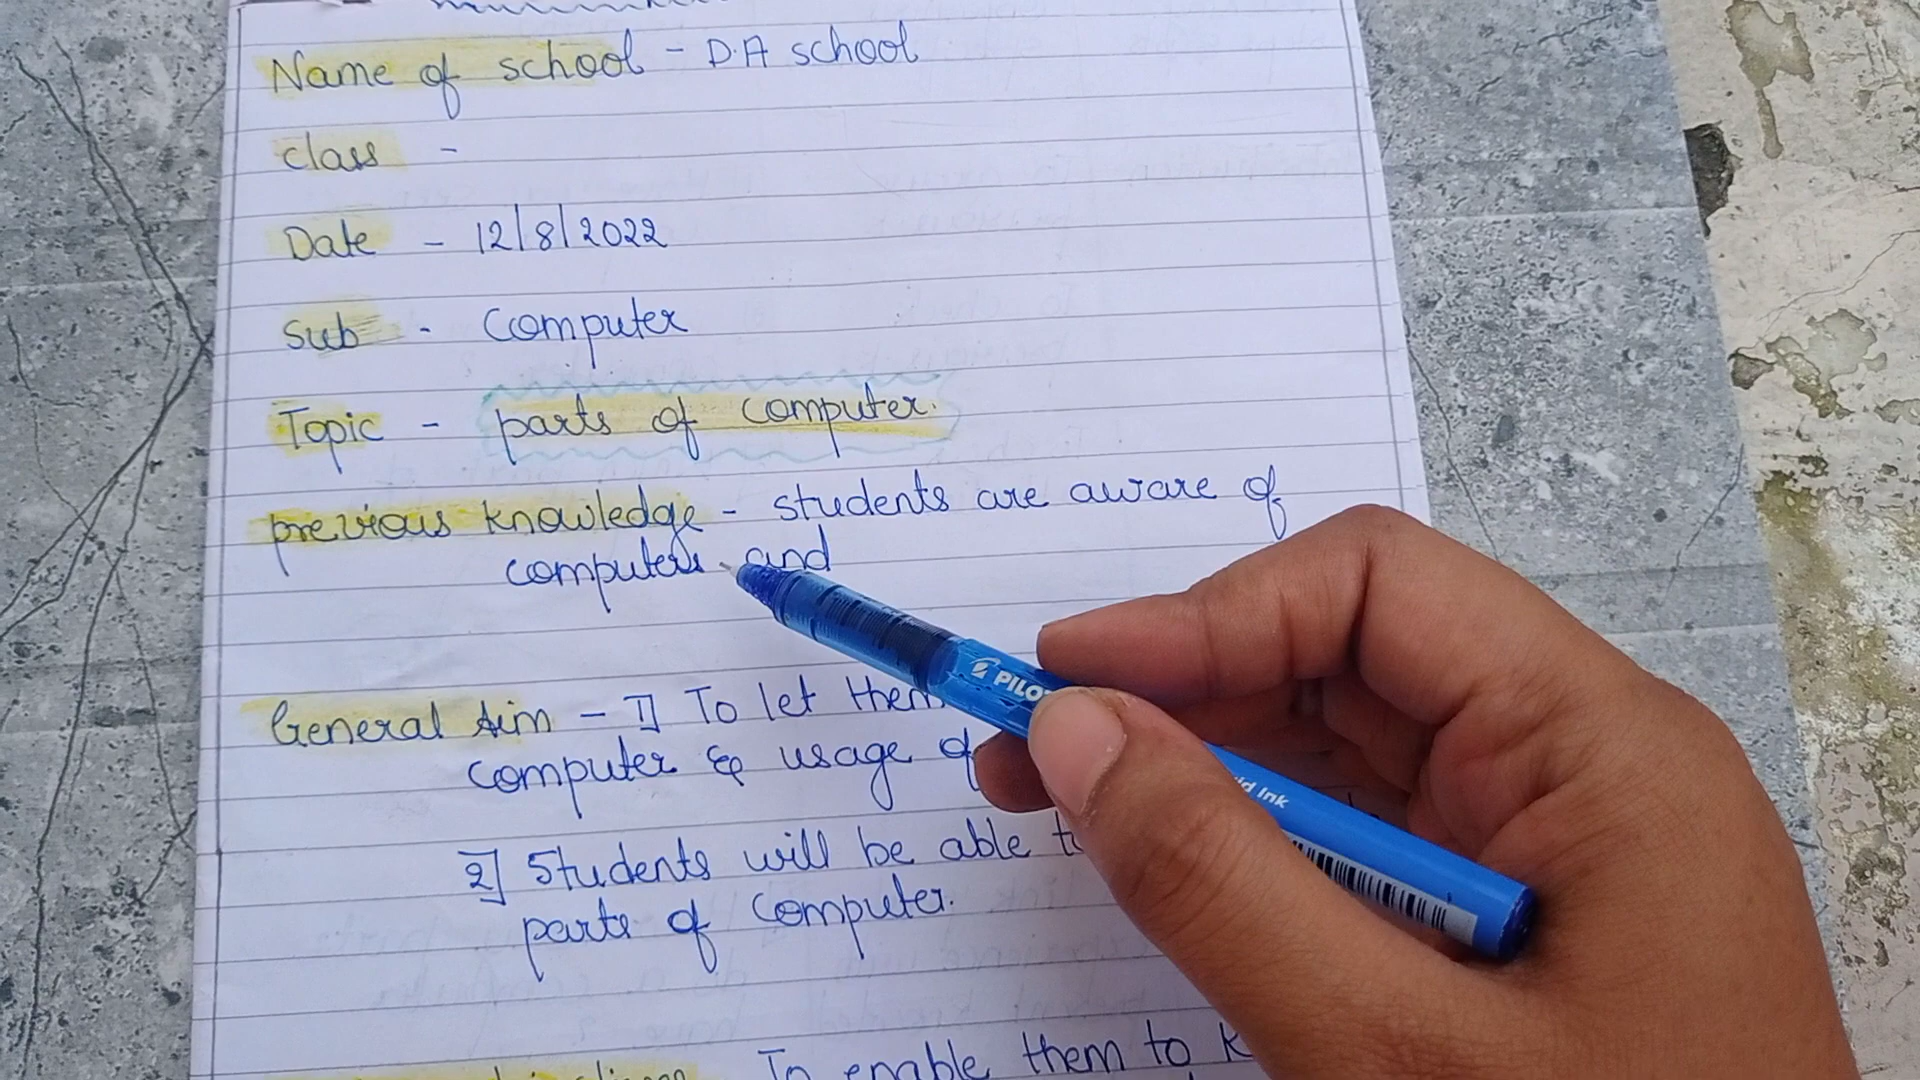 Name of school - D.A school
class -
Date - 12/8/2022
Sub - Computer
Topic - parts of computer.
previous knowledge - students are aware of
computers and
General Aim - 1] To let them
computer & usage of
2] Students will be able to
parts of computer.
To enable them to
PILOT
Ink